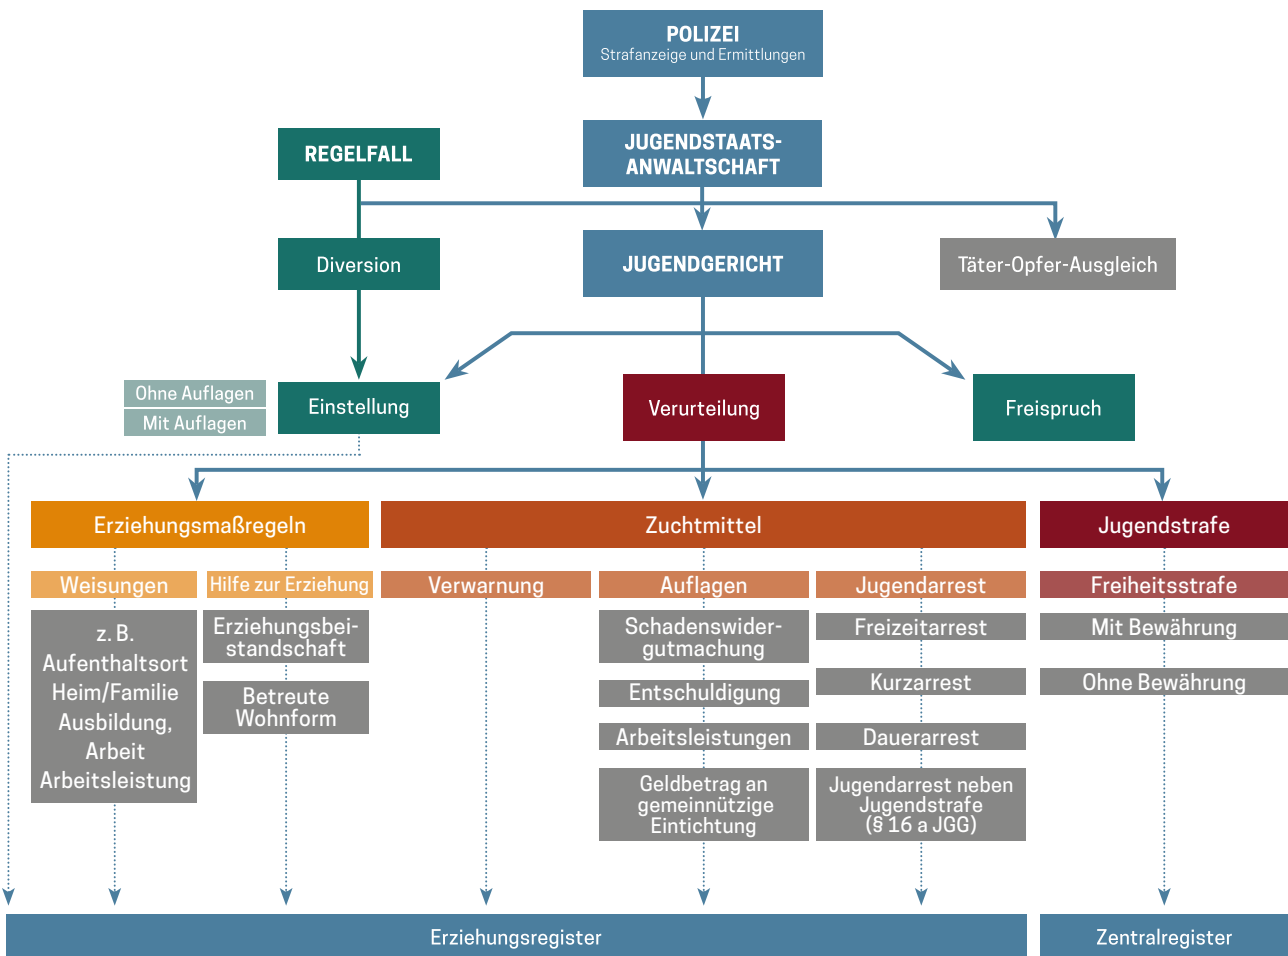 POLIZEI
Strafanzeige und Ermittlungen
JUGENDSTAATS-
ANWALTSCHAFT
REGELFALL
Diversion
JUGENDGERICHT
Täter-Opfer-Ausgleich
Ohne Auflagen
Mit Auflagen
Einstellung
Verurteilung
Freispruch
Erziehungsmaßregeln
Zuchtmittel
Jugendstrafe
Weisungen
Hilfe zur Erziehung
Verwarnung
Auflagen
Jugendarrest
Freiheitsstrafe
z. B.
Aufenthaltsort
Heim/Familie
Ausbildung,
Arbeit
Arbeitsleistung
Erziehungsbei-
standschaft
Betreute
Wohnform
Schadenswider-
gutmachung
Entschuldigung
Arbeitsleistungen
Geldbetrag an
gemeinnützige
Eintichtung
Freizeitarrest
Kurzarrest
Dauerarrest
Jugendarrest neben
Jugendstrafe
(§ 16 a JGG)
Mit Bewährung
Ohne Bewährung
Erziehungsregister
Zentralregister